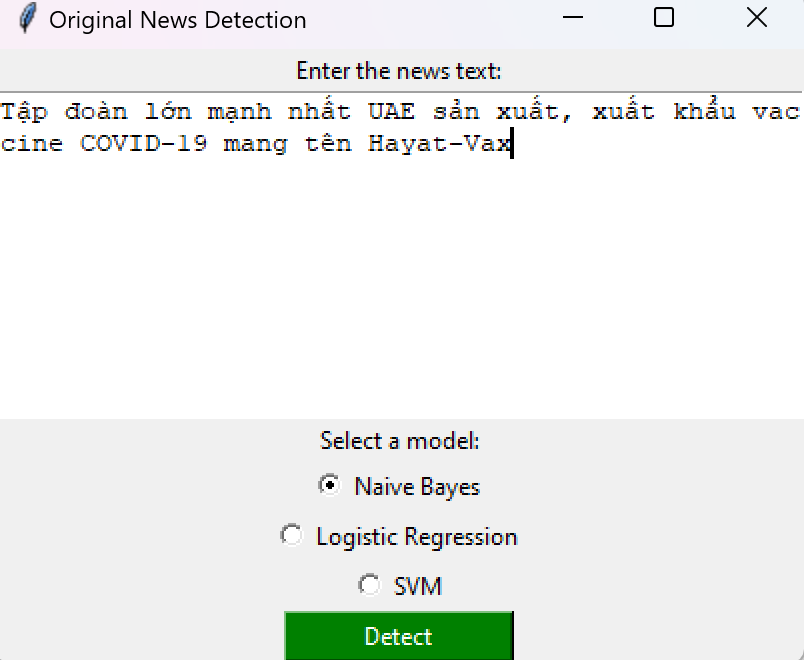 Original News Detection
Enter the news text:
Tập đoàn lớn mạnh nhất UAE sản xuất, xuất khẩu vac
cine COVID-19 mang tên Hayat-Vax
Select a model:
Naive Bayes
Logistic Regression
SVM
Detect